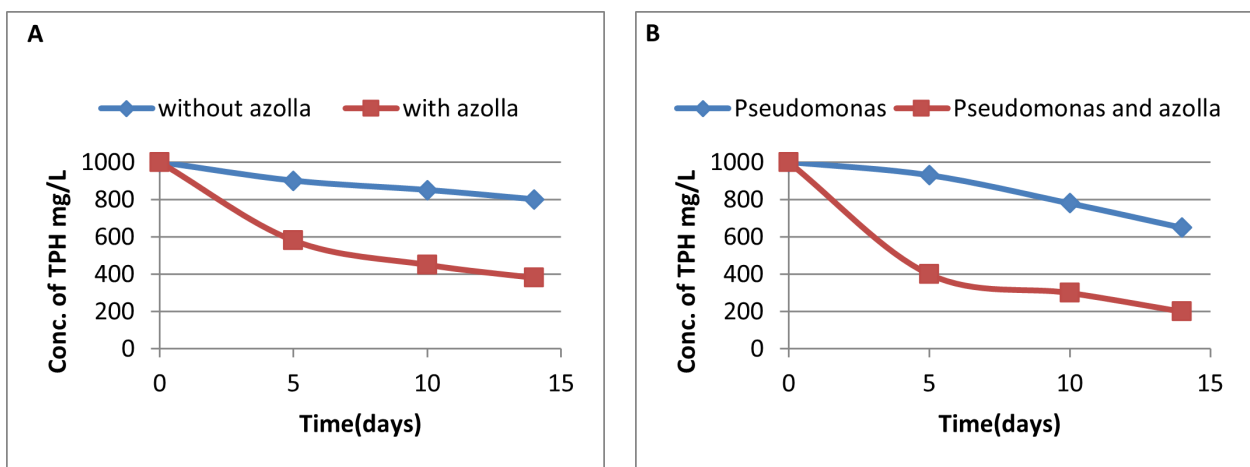 A
without azolla with azolla
Conc. of TPH mg/L
1000
800
600
400
200
0
0 5 10 15
Time(days)
B
Pseudomonas Pseudomonas and azolla
Conc. of TPH mg/L
1000
800
600
400
200
0
0 5 10 15
Time(days)